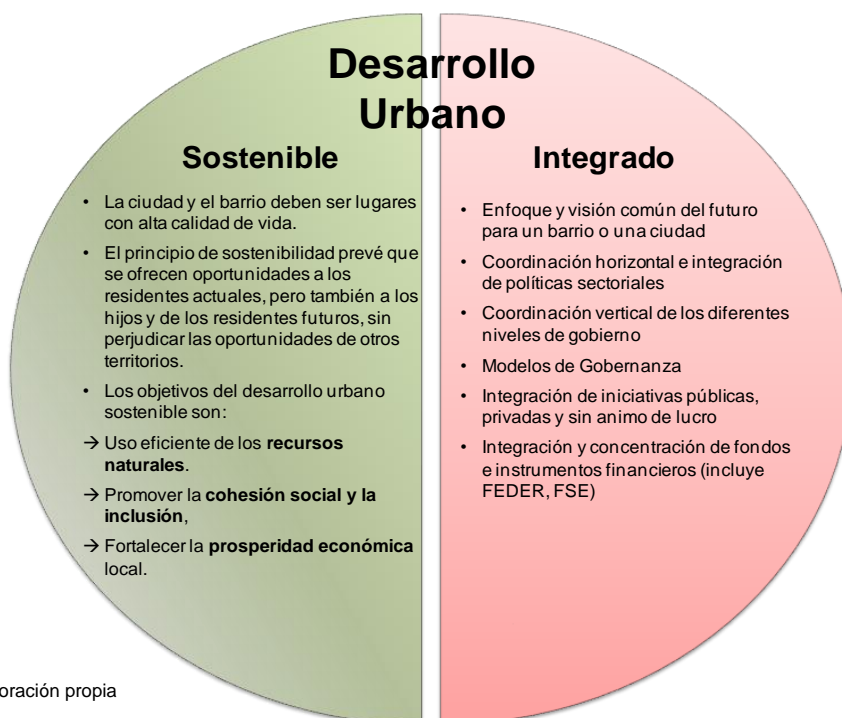 Desarrollo
Urbano
Sostenible
• La ciudad y el barrio deben ser lugares
con alta calidad de vida.
• El principio de sostenibilidad prevé que
se ofrecen oportunidades a los
residentes actuales, pero también a los
hijos y de los residentes futuros, sin
perjudicar las oportunidades de otros
territorios.
• Los objetivos del desarrollo urbano
sostenible son:
→ Uso eficiente de los recursos
naturales.
→ Promover la cohesión social y la
inclusión,
→ Fortalecer la prosperidad económica
local.
Integrado
• Enfoque y visión común del futuro
para un barrio o una ciudad
• Coordinación horizontal e integración
de políticas sectoriales
• Coordinación vertical de los diferentes
niveles de gobierno
• Modelos de Gobernanza
• Integración de iniciativas públicas,
privadas y sin animo de lucro
• Integración y concentración de fondos
e instrumentos financieros (incluye
FEDER, FSE)
oración propia